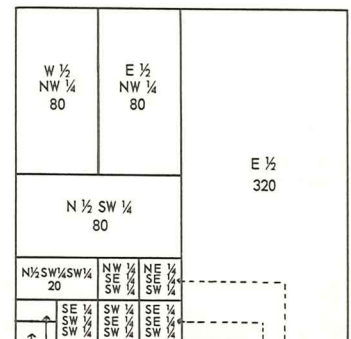 W ½
NW ¼
80
E ½
NW ¼
80
E ½
320
N ½ SW ¼
80
N½SW¼SW¼
20
NW ¼
SE ¼
SW ¼
NE ¼
SE ¼
SW ¼
SE ¼
SW ¼
SW ¼
SW ¼
SE ¼
SW ¼
SE ¼
SE ¼
SW ¼